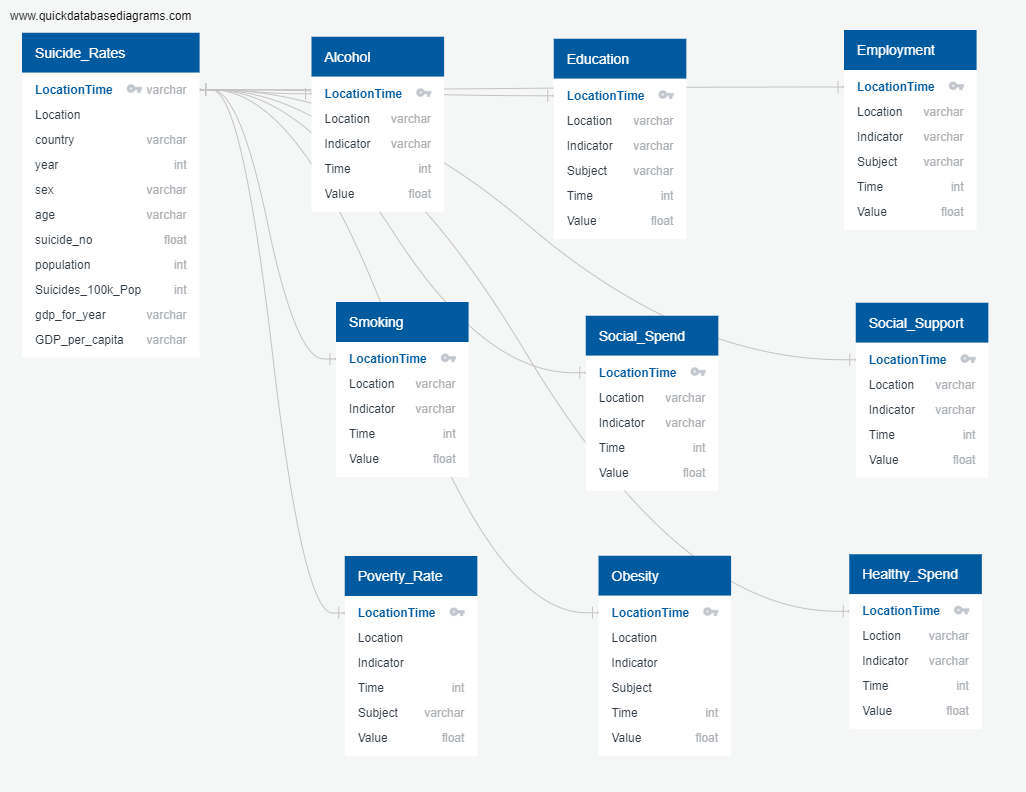 www.quickdatabasediagrams.com
Suicide_Rates
LocationTime varchar
Location
country varchar
year int
sex varchar
age varchar
suicide_no float
population int
Suicides_100k_Pop int
gdp_for_year varchar
GDP_per_capita varchar
Alcohol
LocationTime
Location varchar
Indicator varchar
Time int
Value float
Education
LocationTime
Location varchar
Indicator varchar
Subject varchar
Time int
Value float
Employment
LocationTime
Location varchar
Indicator varchar
Subject varchar
Time int
Value float
Smoking
LocationTime
Location varchar
Indicator varchar
Time int
Value float
Social_Spend
LocationTime
Location varchar
Indicator varchar
Time int
Value float
Social_Support
LocationTime
Location varchar
Indicator varchar
Time int
Value float
Poverty_Rate
LocationTime
Location
Indicator
Time int
Subject varchar
Value float
Obesity
LocationTime
Location
Indicator
Subject
Time int
Value float
Healthy_Spend
LocationTime
Loction varchar
Indicator varchar
Time int
Value float